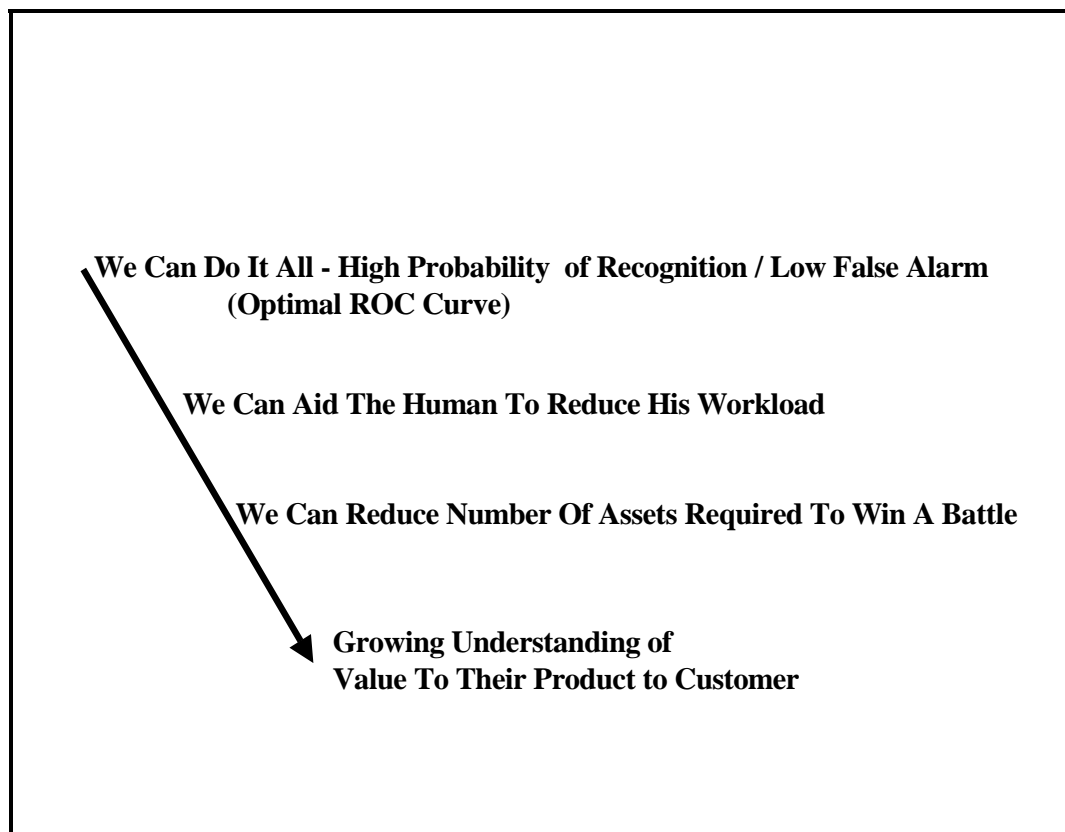 We Can Do It All - High Probability of Recognition / Low False Alarm
(Optimal ROC Curve)
We Can Aid The Human To Reduce His Workload
We Can Reduce Number Of Assets Required To Win A Battle
Growing Understanding of
Value To Their Product to Customer